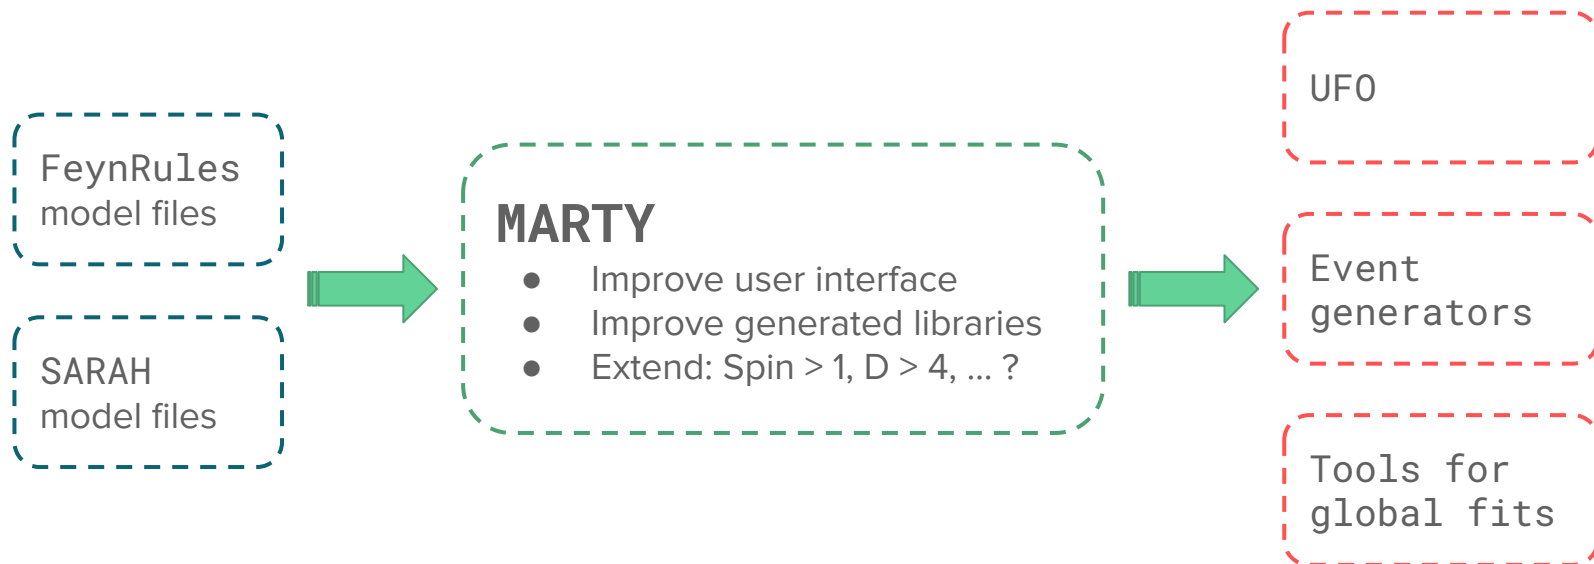 FeynRules
model files
SARAH
model files
MARTY
● Improve user interface
● Improve generated libraries
● Extend: Spin > 1, D > 4, ... ?
UFO
Event
generators
Tools for
global fits